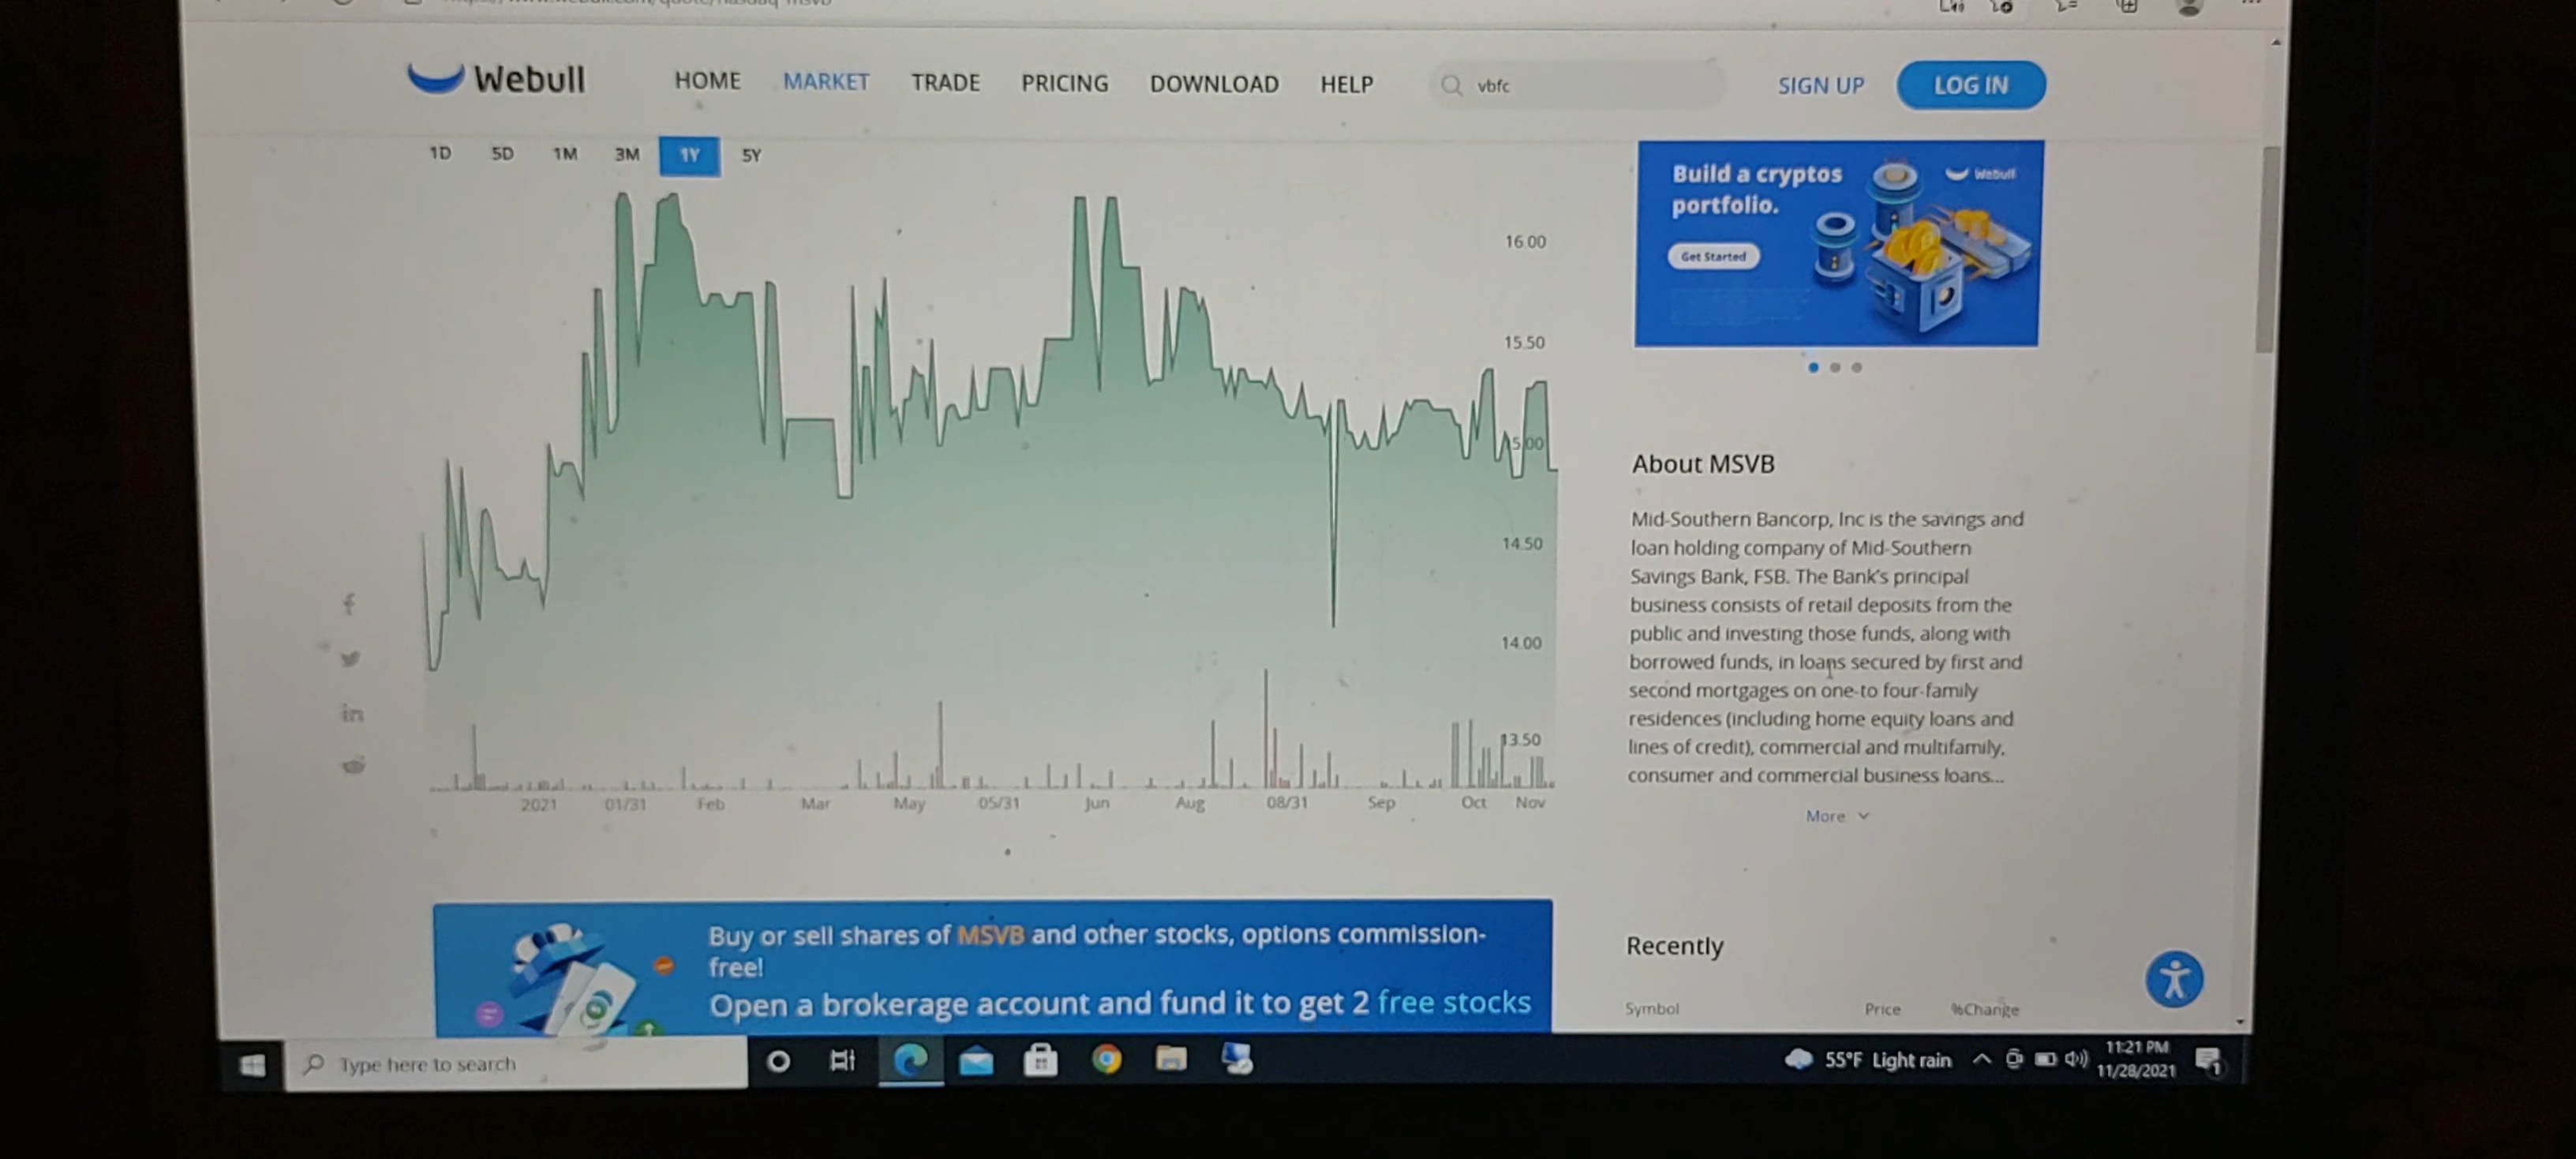 Webull HOME MARKET TRADE PRICING DOWNLOAD HELP vbfc SIGN UP LOG IN
1D 5D 1M 3M 1Y 5Y
16.00
15.50
5.00
14.50
14.00
13.50
2021 01/31 Feb Mar May 05/31 Jun Aug 08/31 Sep Oct Nov
Build a cryptos
portfolio.
Webull
Get Started
About MSVB
Mid-Southern Bancorp, Inc is the savings and
loan holding company of Mid-Southern
Savings Bank, FSB. The Bank's principal
business consists of retail deposits from the
public and investing those funds, along with
borrowed funds, in loans secured by first and
second mortgages on one-to four-family
residences (including home equity loans and
lines of credit), commercial and multifamily,
consumer and commercial business loans...
More
Buy or sell shares of MSVB and other stocks, options commission-
free!
Open a brokerage account and fund it to get 2 free stocks
Recently
Symbol Price %Change
Type here to search
55°F Light rain
11:21 PM
11/28/2021
1